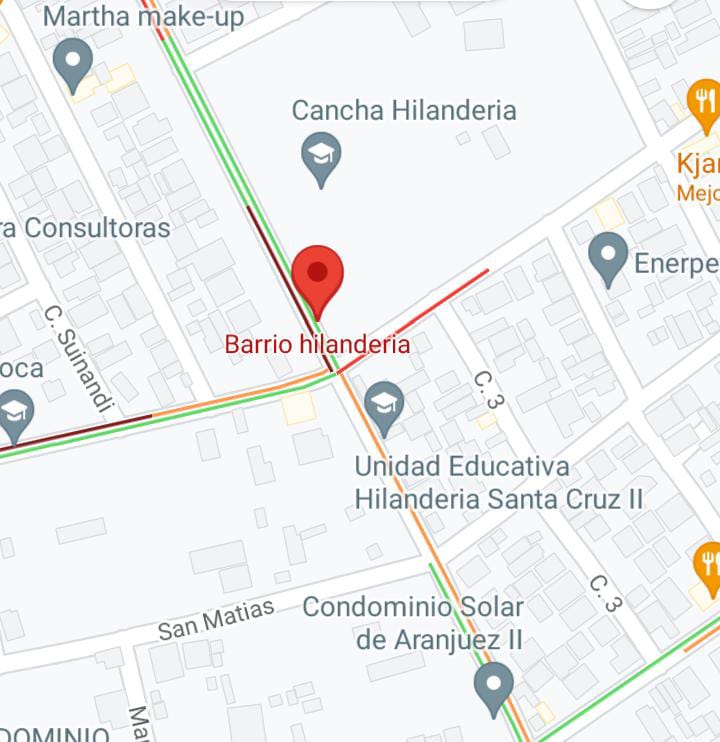 Martha make-up
Cancha Hilanderia
Kjar
Mejo
ra Consultoras
Enerpe
C. Suinandi
Barrio hilanderia
oca
C. 3
Unidad Educativa
Hilanderia Santa Cruz II
C. 3
San Matias
Condominio Solar
de Aranjuez II
Mar
DOMINIO